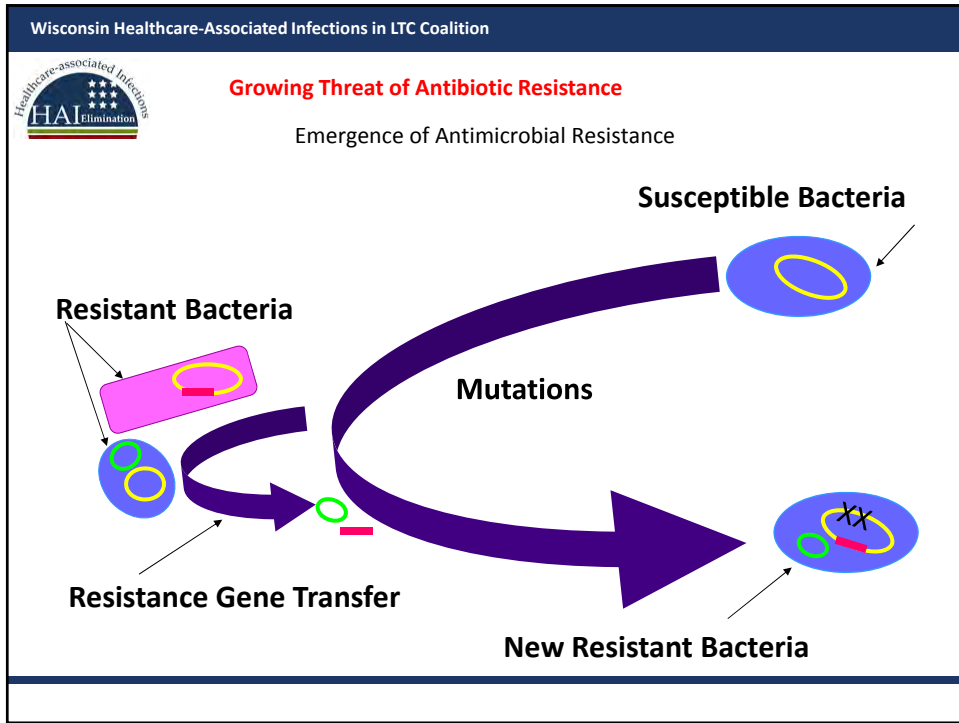 Wisconsin Healthcare-Associated Infections in LTC Coalition
Healthcare-associated Infections
HAI Elimination
Growing Threat of Antibiotic Resistance
Emergence of Antimicrobial Resistance
Susceptible Bacteria
Resistant Bacteria
Mutations
XX
Resistance Gene Transfer
New Resistant Bacteria